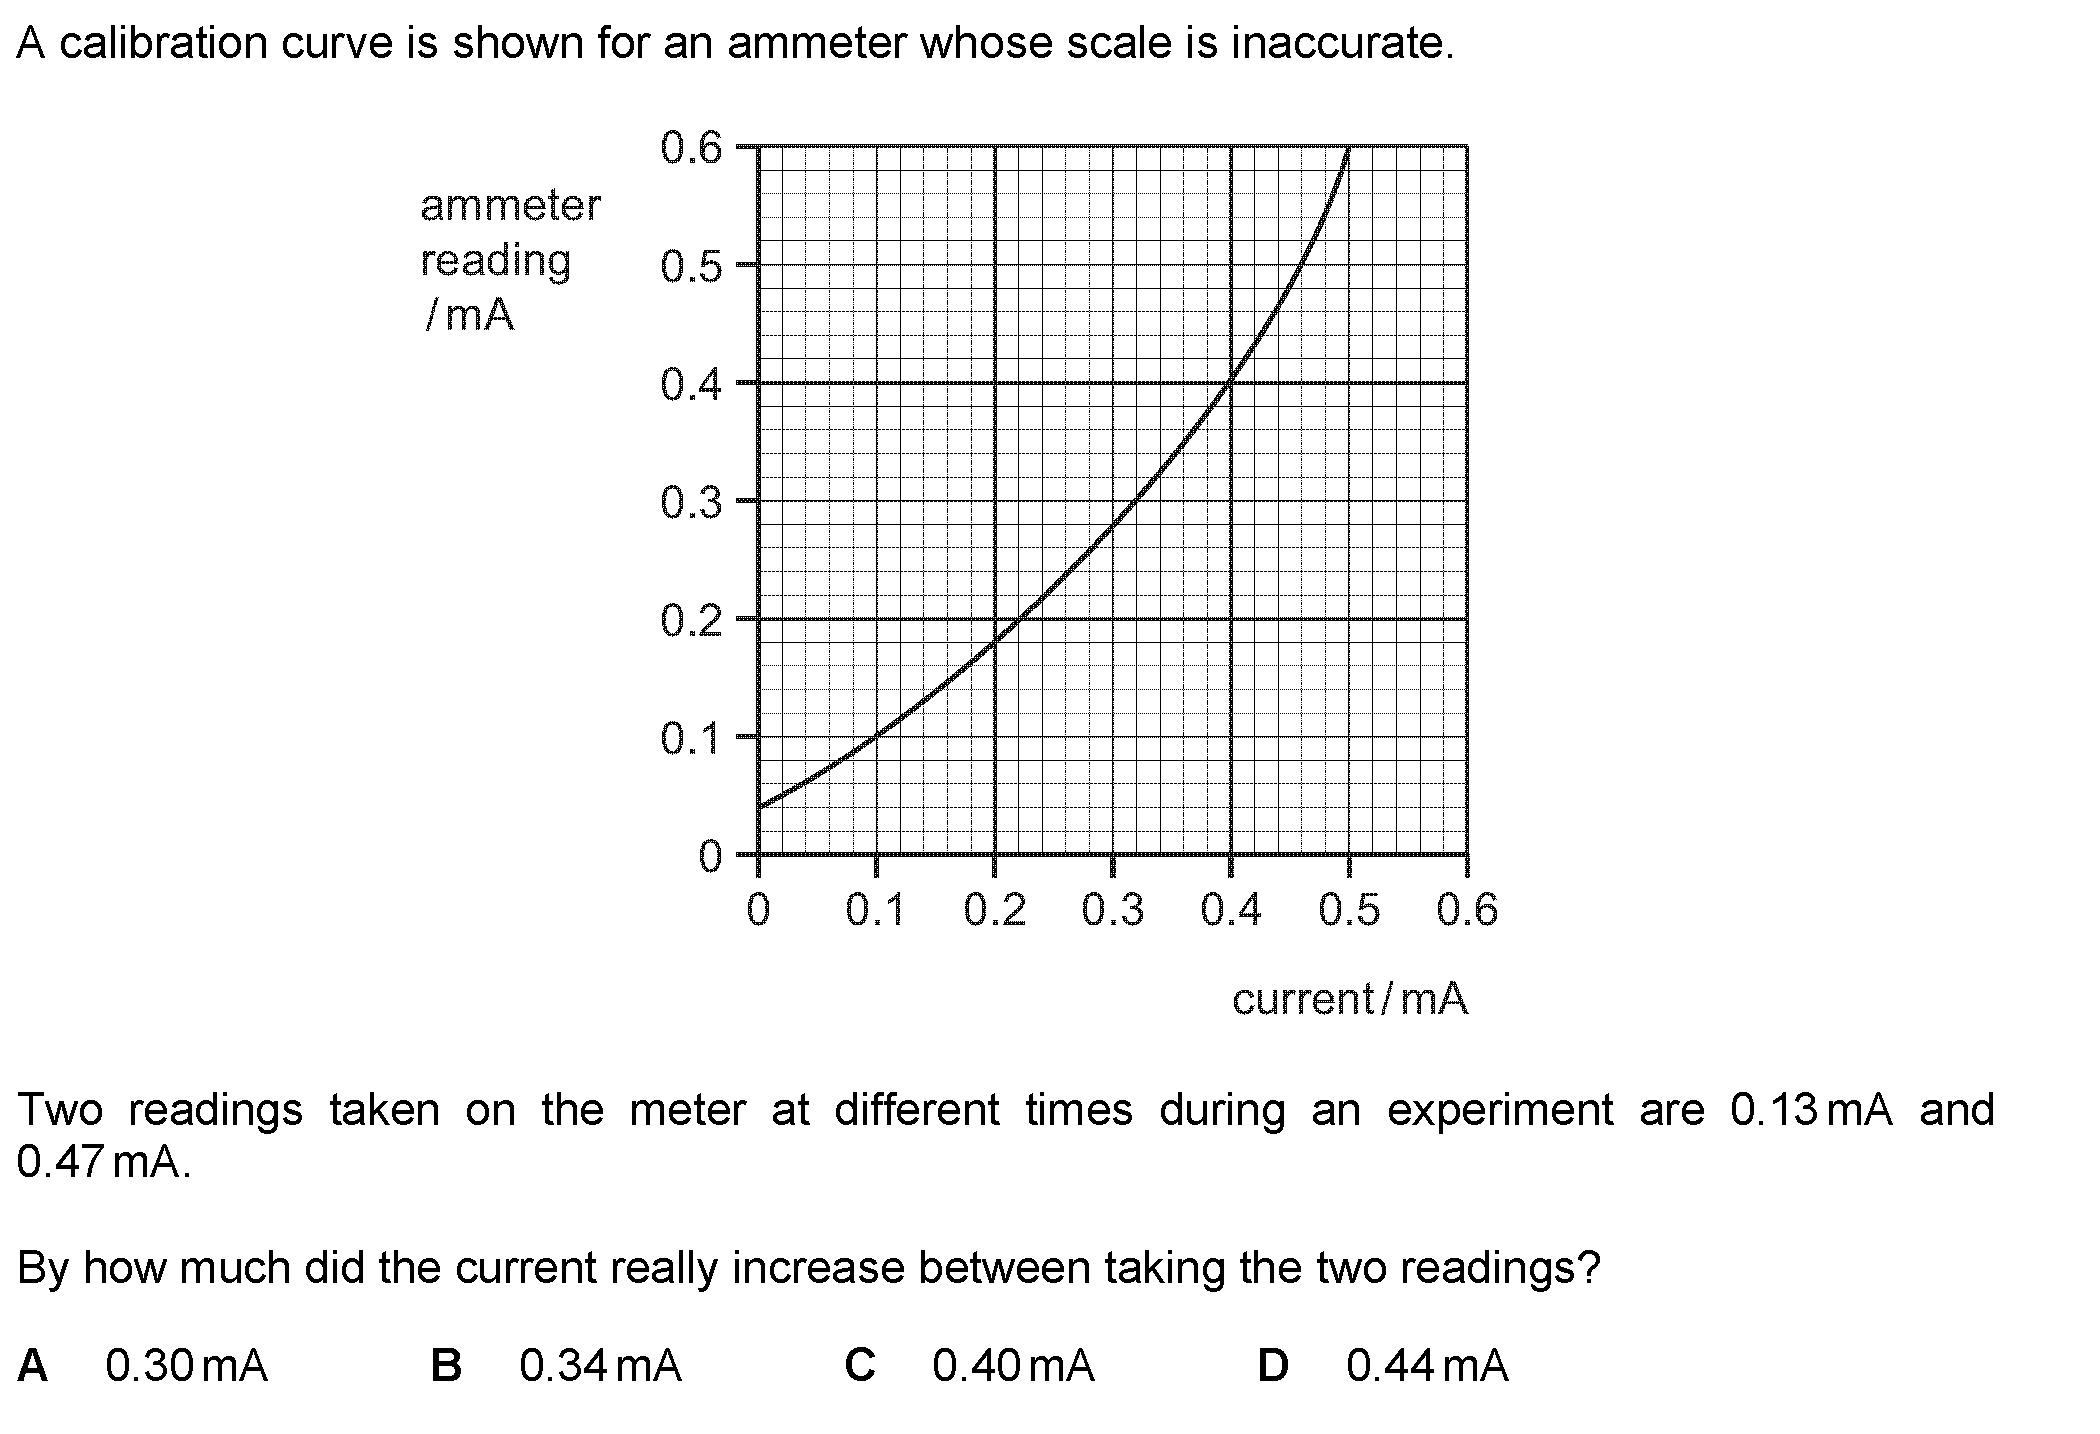 A calibration curve is shown for an ammeter whose scale is inaccurate.
0.6
ammeter
reading
/ mA
0.5
0.4
0.3
0.2
0.1
0
0 0.1 0.2 0.3 0.4 0.5 0.6
current / mA
Two readings taken on the meter at different times during an experiment are 0.13 mA and
0.47 mA.
By how much did the current really increase between taking the two readings?
A 0.30 mA B 0.34 mA C 0.40 mA D 0.44 mA